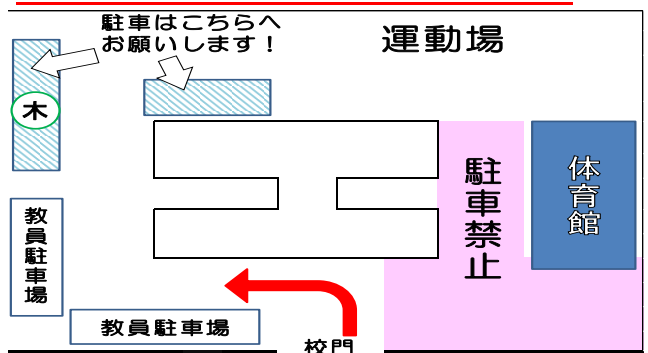 駐車はこちらへ
お願いします！
運動場
木
駐車禁止
体育館
教員駐車場
教員駐車場
校門